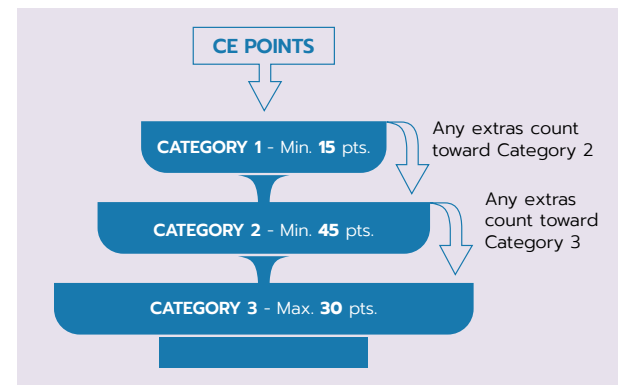 CE POINTS
CATEGORY 1 - Min. 15 pts.
Any extras count
toward Category 2
CATEGORY 2 - Min. 45 pts.
Any extras
count toward
Category 3
CATEGORY 3 - Max. 30 pts.